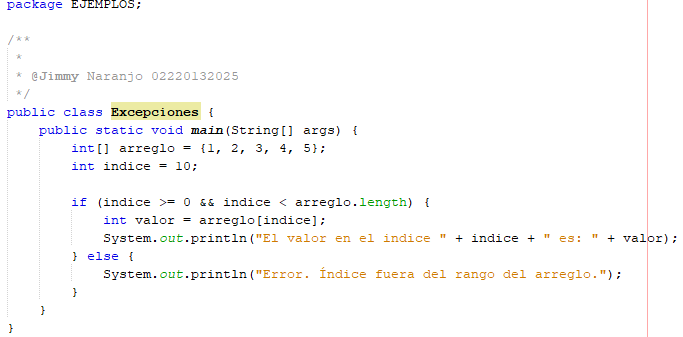 package EJEMPLOS;
/**
 *
 * @Jimmy Naranjo 02220132025
 */
public class Excepciones {
    public static void main(String[] args) {
        int[] arreglo = {1, 2, 3, 4, 5};
        int indice = 10;
        if (indice >= 0 && indice < arreglo.length) {
            int valor = arreglo[indice];
            System.out.println("El valor en el indice " + indice + " es: " + valor);
        } else {
            System.out.println("Error. Índice fuera del rango del arreglo.");
        }
    }
}